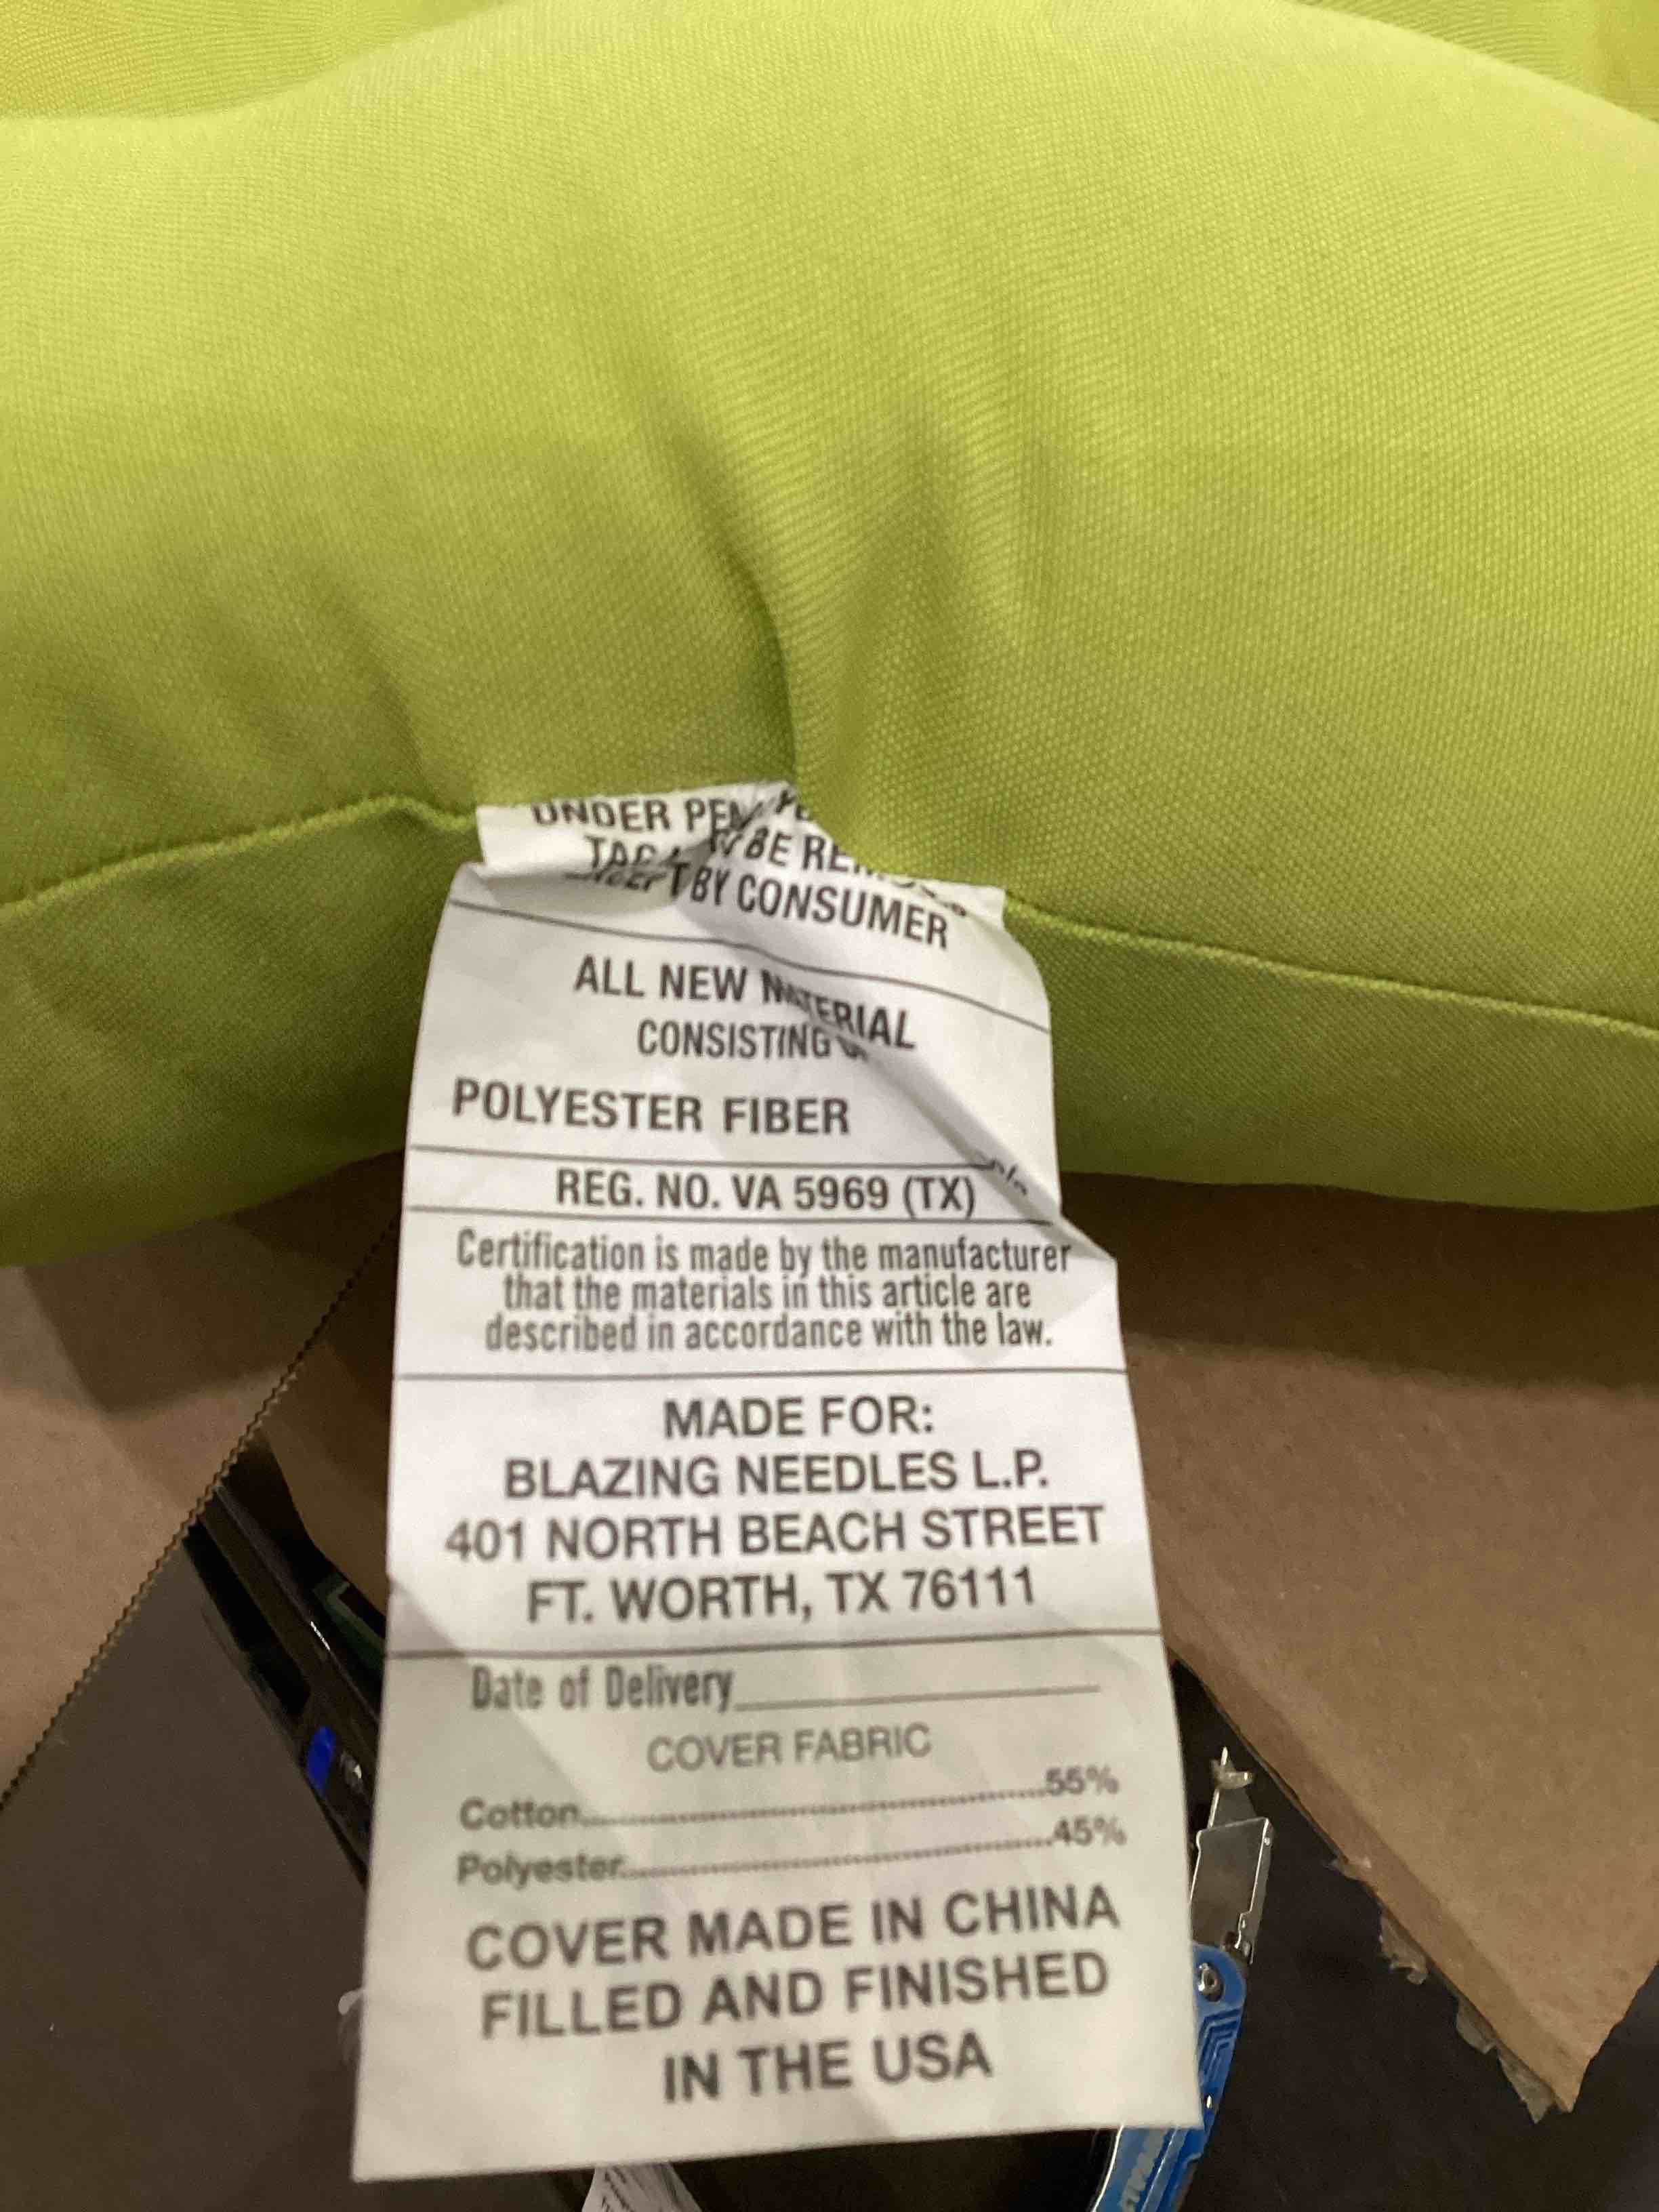 UNDER
BE
BY CONSUMER
ALL NEW MATERIAL
CONSISTING
POLYESTER FIBER
REG. NO. VA 5969 (TX)
Certification is made by the manufacturer
that the materials in this article are
described in accordance with the law.
MADE FOR:
BLAZING NEEDLES L.P.
401 NORTH BEACH STREET
FT. WORTH, TX 76111
Date of Delivery
COVER FABRIC
Cotton 55%
Polyester 45%
COVER MADE IN CHINA
FILLED AND FINISHED
IN THE USA